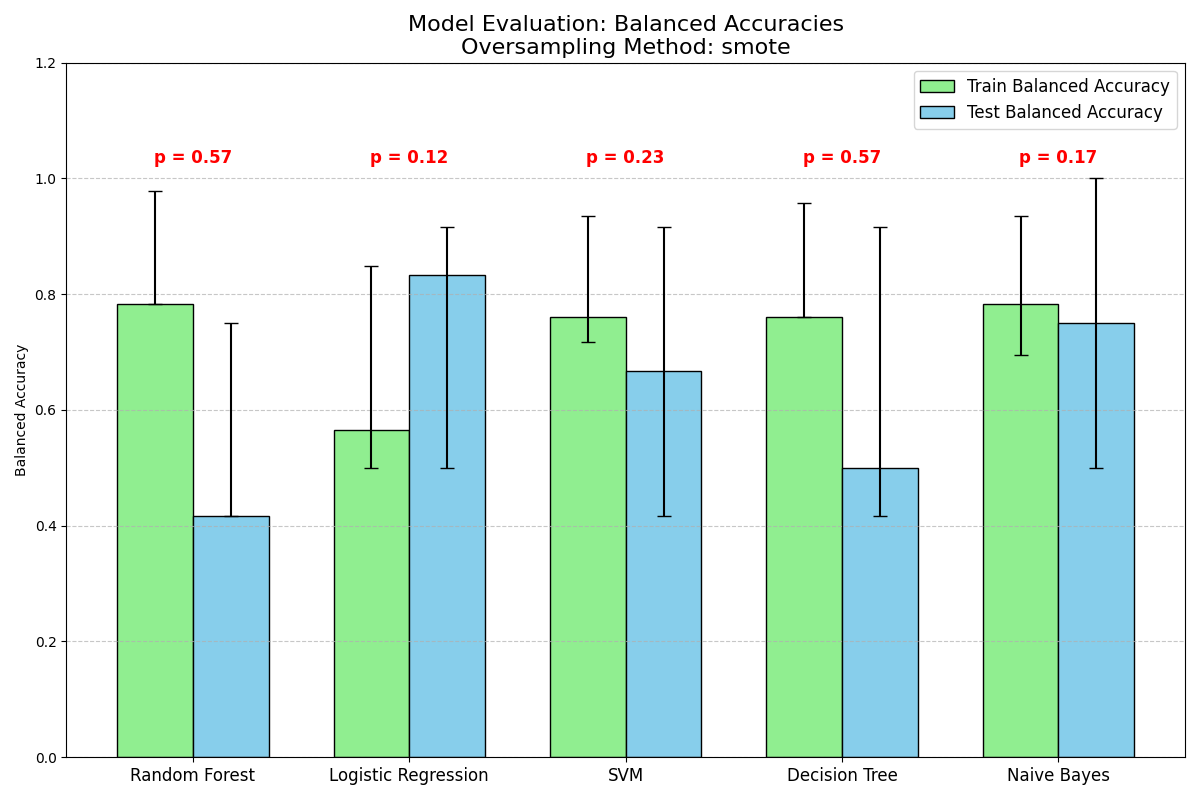 Model Evaluation: Balanced Accuracies
Oversampling Method: smote
Train Balanced Accuracy
Test Balanced Accuracy
p = 0.57
p = 0.12
p = 0.23
p = 0.57
p = 0.17
Balanced Accuracy
1.2
1.0
0.8
0.6
0.4
0.2
0.0
Random Forest
Logistic Regression
SVM
Decision Tree
Naive Bayes